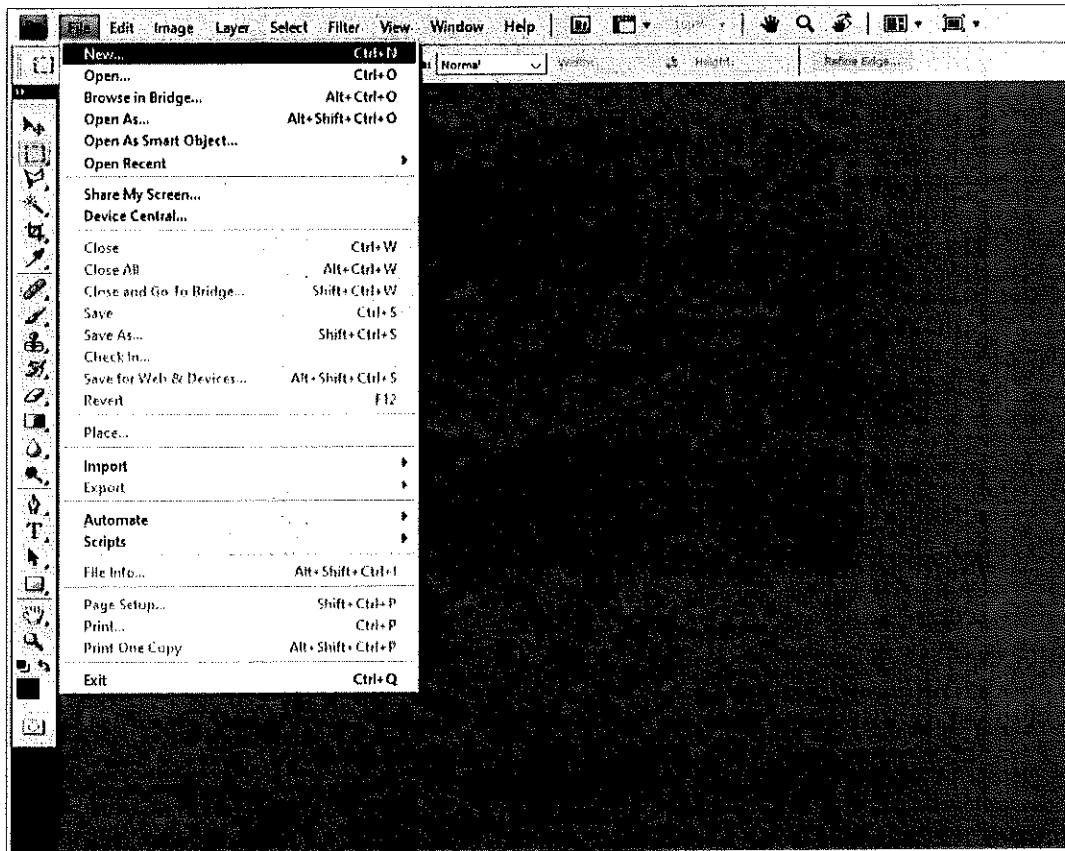 File Edit Image Layer Select Filter View Window Help
New... Ctrl+N
Normal Width: Height: Refine Edge...
Open... Ctrl+O
Browse in Bridge... Alt+Ctrl+O
Open As... Alt+Shift+Ctrl+O
Open As Smart Object...
Open Recent
Share My Screen...
Device Central...
Close Ctrl+W
Close All Alt+Ctrl+W
Close and Go To Bridge... Shift+Ctrl+W
Save Ctrl+S
Save As... Shift+Ctrl+S
Check In...
Save for Web & Devices... Alt+Shift+Ctrl+S
Revert F12
Place...
Import
Export
Automate
Scripts
File Info... Alt+Shift+Ctrl+I
Page Setup... Shift+Ctrl+P
Print... Ctrl+P
Print One Copy Alt+Shift+Ctrl+P
Exit Ctrl+Q